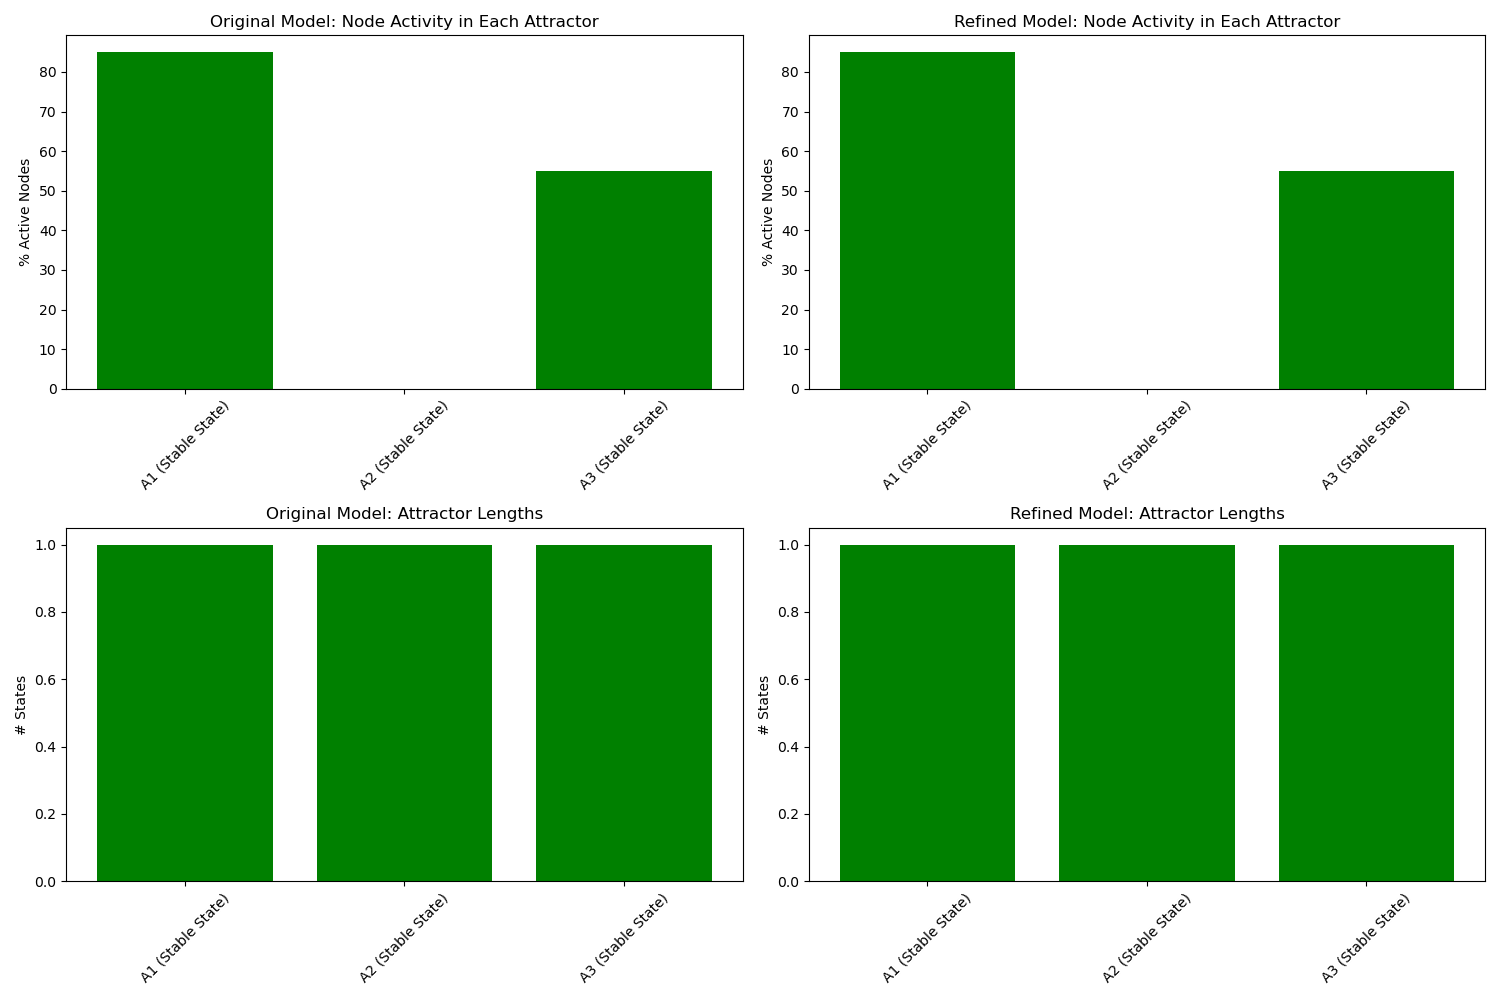 Original Model: Node Activity in Each Attractor
% Active Nodes
80
70
60
50
40
30
20
10
0
A1 (Stable State)
A2 (Stable State)
A3 (Stable State)
Refined Model: Node Activity in Each Attractor
% Active Nodes
80
70
60
50
40
30
20
10
0
A1 (Stable State)
A2 (Stable State)
A3 (Stable State)
Original Model: Attractor Lengths
# States
1.0
0.8
0.6
0.4
0.2
0.0
A1 (Stable State)
A2 (Stable State)
A3 (Stable State)
Refined Model: Attractor Lengths
# States
1.0
0.8
0.6
0.4
0.2
0.0
A1 (Stable State)
A2 (Stable State)
A3 (Stable State)